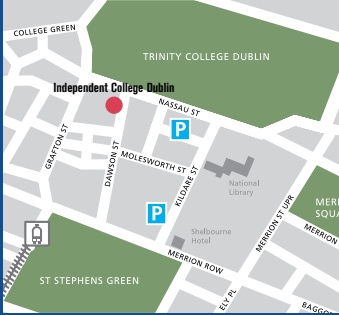 COLLEGE GREEN
TRINITY COLLEGE DUBLIN
Independent College Dublin
NASSAU ST
P
GRAFTON ST
DAWSON ST
MOLESWORTH ST
KILDARE ST
National
Library
P
MERRION ST UPR
MERRI
SQUA
MERRION
Shelbourne
Hotel
MERRION ROW
ST STEPHENS GREEN
ELY PL
BAGGO